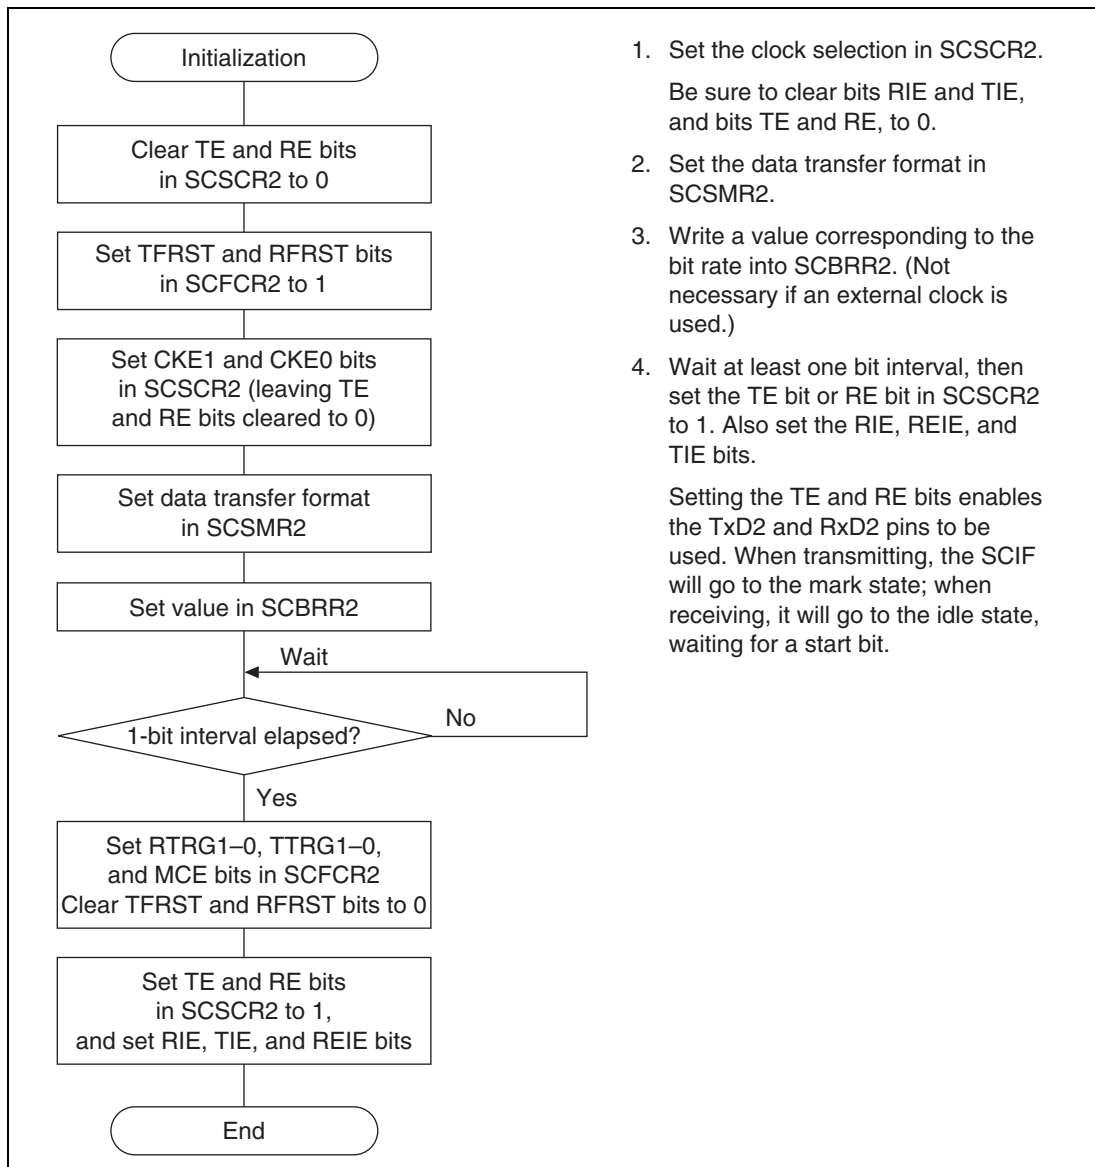 Initialization
Clear TE and RE bits
in SCSCR2 to 0
Set TFRST and RFRST bits
in SCFCR2 to 1
Set CKE1 and CKE0 bits
in SCSCR2 (leaving TE
and RE bits cleared to 0)
Set data transfer format
in SCSMR2
Set value in SCBRR2
Wait
1-bit interval elapsed?
No
Yes
Set RTRG1–0, TTRG1–0,
and MCE bits in SCFCR2
Clear TFRST and RFRST bits to 0
Set TE and RE bits
in SCSCR2 to 1,
and set RIE, TIE, and REIE bits
End
1. Set the clock selection in SCSCR2.
Be sure to clear bits RIE and TIE,
and bits TE and RE, to 0.
2. Set the data transfer format in
SCSMR2.
3. Write a value corresponding to the
bit rate into SCBRR2. (Not
necessary if an external clock is
used.)
4. Wait at least one bit interval, then
set the TE bit or RE bit in SCSCR2
to 1. Also set the RIE, REIE, and
TIE bits.
Setting the TE and RE bits enables
the TxD2 and RxD2 pins to be
used. When transmitting, the SCIF
will go to the mark state; when
receiving, it will go to the idle state,
waiting for a start bit.